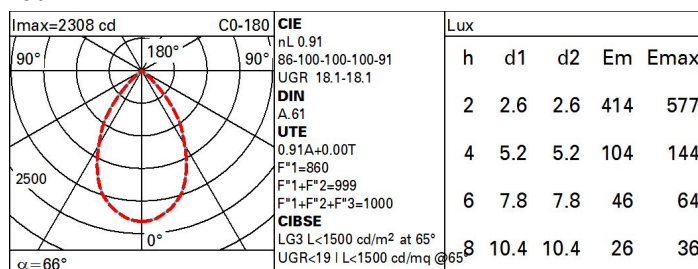 Imax=2308 cd C0-180
90° 180° 90°
2500
0°
α=66°
CIE
nL 0.91
86-100-100-100-91
UGR 18.1-18.1
DIN
A.61
UTE
0.91A+0.00T
F"1=860
F"1+F"2=999
F"1+F"2+F"3=1000
CIBSE
LG3 L<1500 cd/m² at 65°
UGR<19 | L<1500 cd/mq @65°
Lux
h d1 d2 Em Emax
2 2.6 2.6 414 577
4 5.2 5.2 104 144
6 7.8 7.8 46 64
8 10.4 10.4 26 36